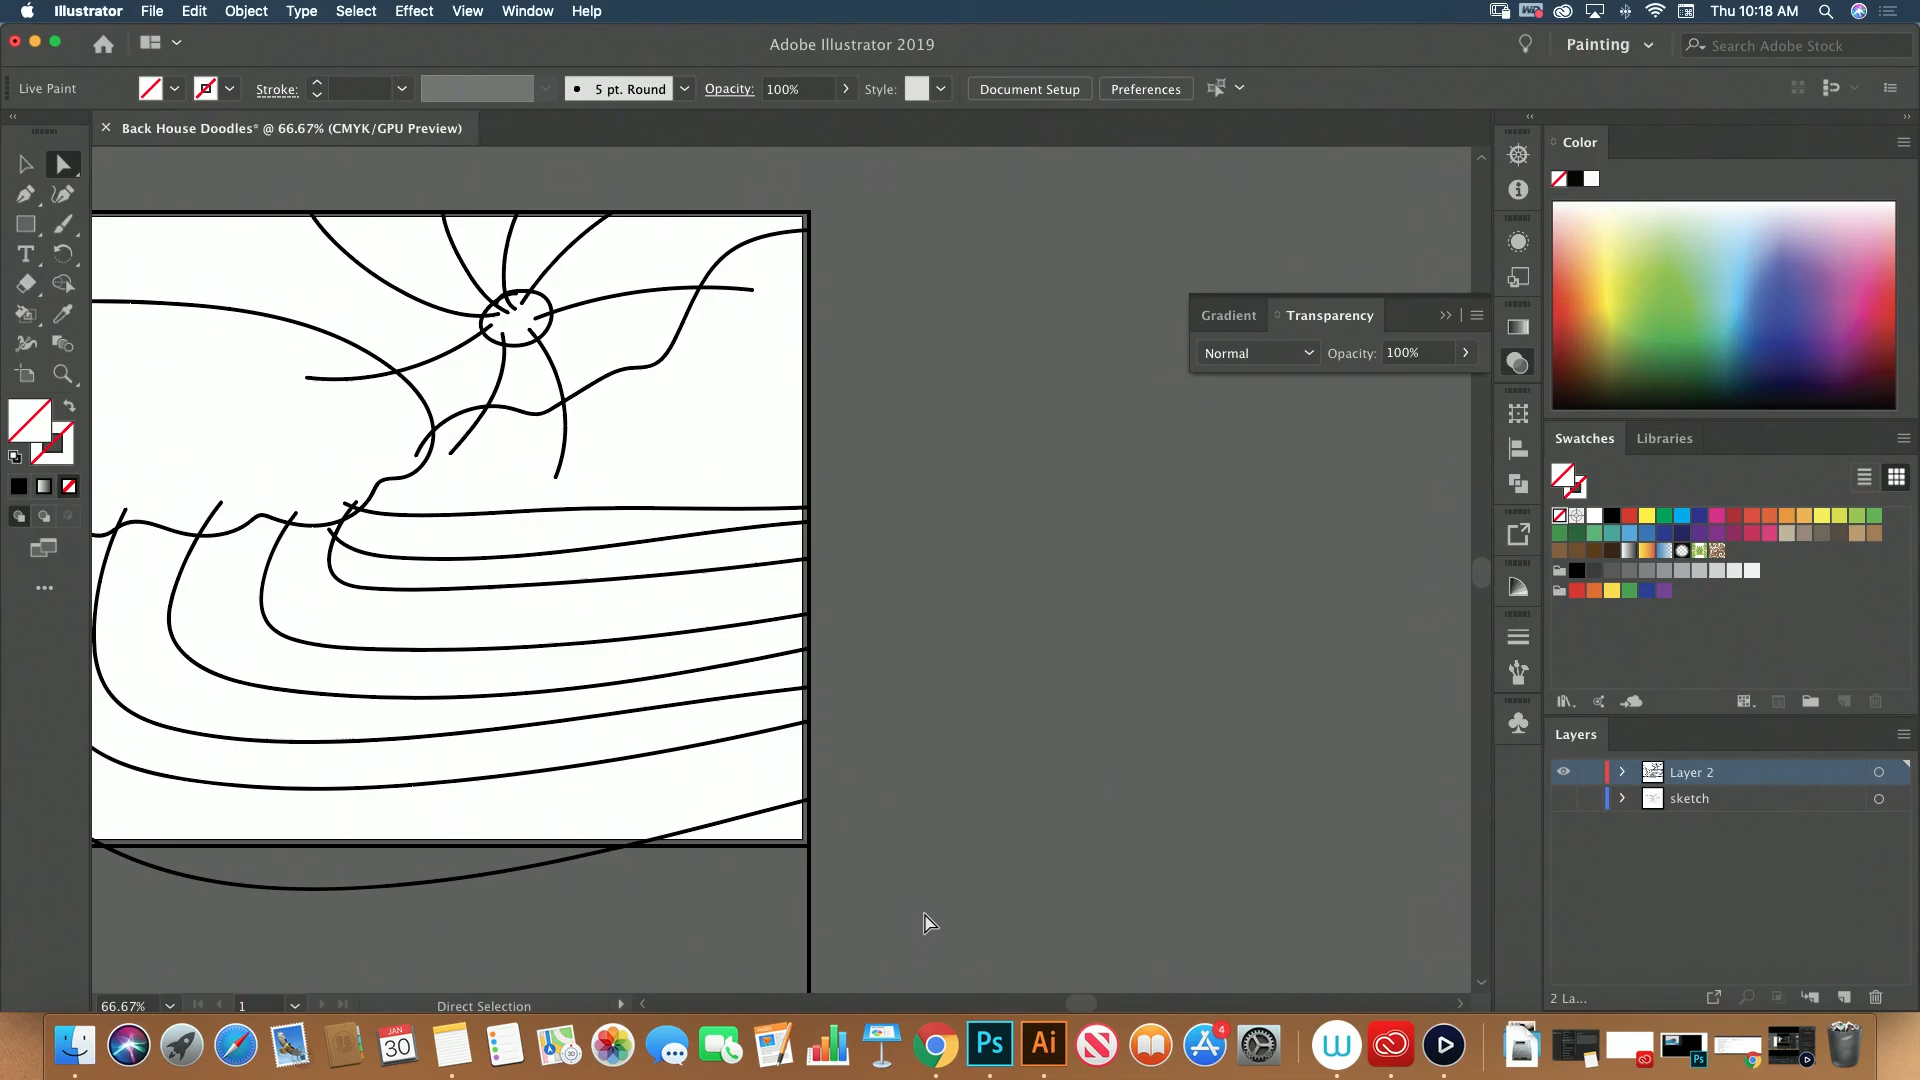 Illustrator File Edit Object Type Select Effect View Window Help
Thu 10:18 AM
Adobe Illustrator 2019
Painting
Search Adobe Stock
Live Paint
Stroke:
5 pt. Round
Opacity:
100%
Style:
Document Setup
Preferences
× Back House Doodles* @ 66.67% (CMYK/GPU Preview)
Color
Gradient
Transparency
Normal
Opacity:
100%
Swatches
Libraries
Layers
Layer 2
sketch
2 La...
66.67%
1
Direct Selection
JAN
30
Ps
Ai
4